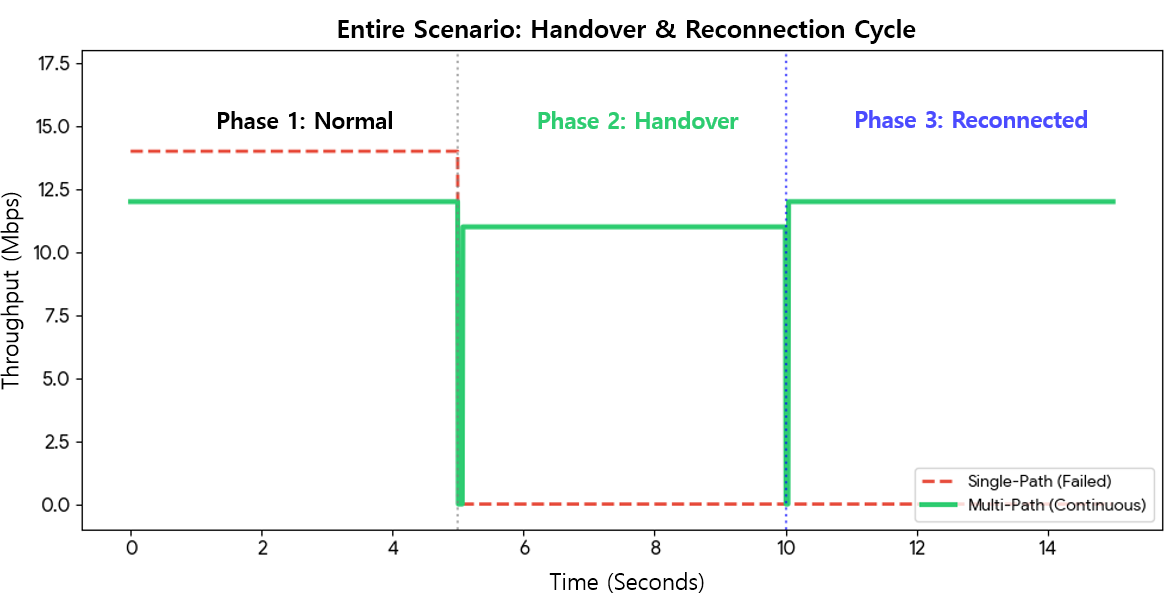 Entire Scenario: Handover & Reconnection Cycle
17.5
15.0
12.5
10.0
7.5
5.0
2.5
0.0
Throughput (Mbps)
Phase 1: Normal
Phase 2: Handover
Phase 3: Reconnected
Single-Path (Failed)
Multi-Path (Continuous)
0 2 4 6 8 10 12 14
Time (Seconds)